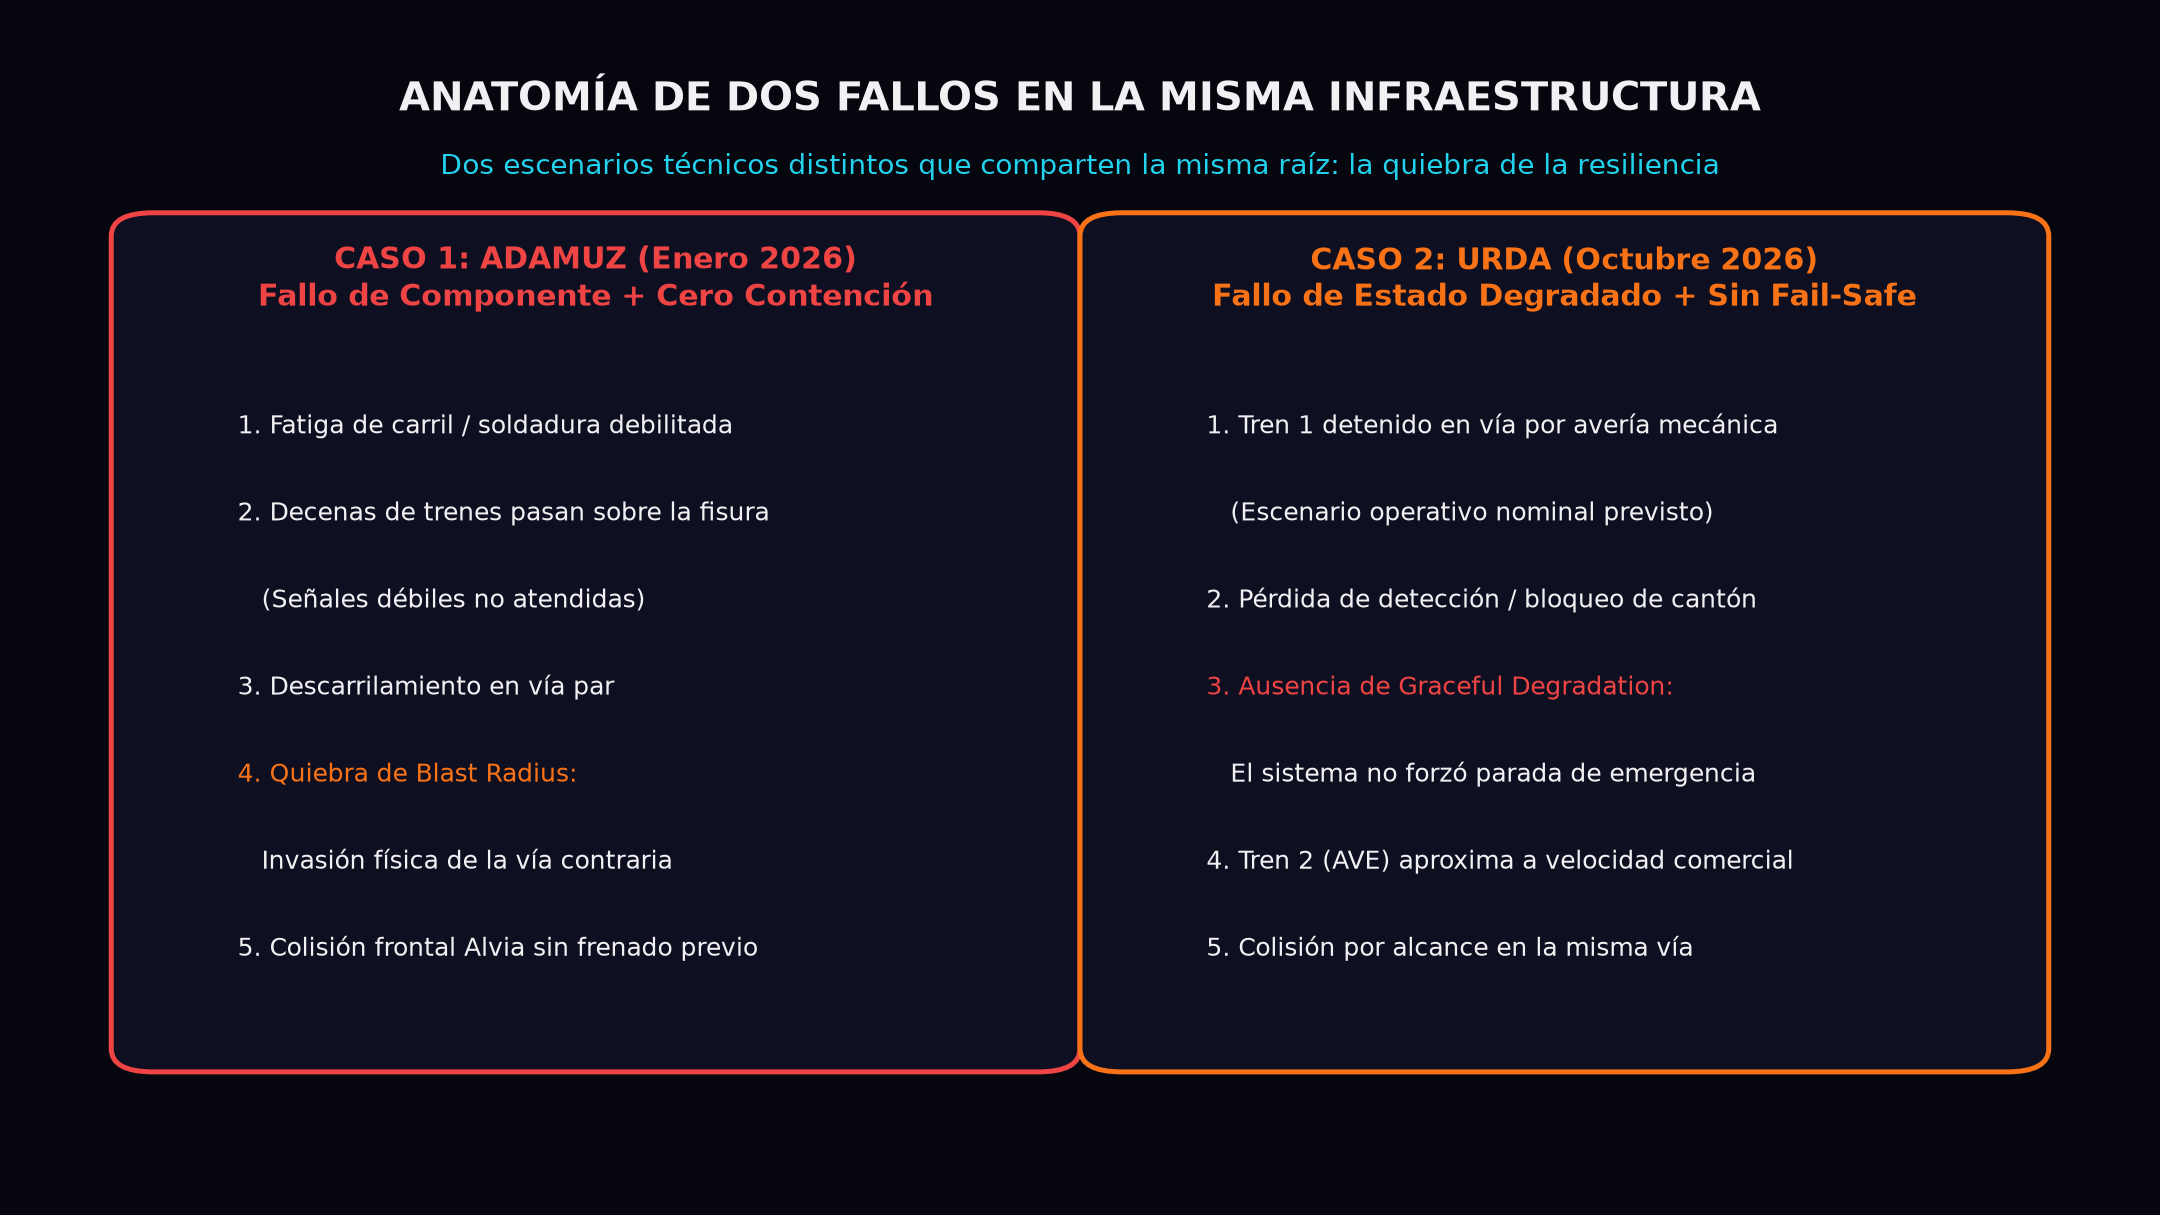 ANATOMÍA DE DOS FALLOS EN LA MISMA INFRAESTRUCTURA
Dos escenarios técnicos distintos que comparten la misma raíz: la quiebra de la resiliencia
CASO 1: ADAMUZ (Enero 2026)
Fallo de Componente + Cero Contención
1. Fatiga de carril / soldadura debilitada
2. Decenas de trenes pasan sobre la fisura
(Señales débiles no atendidas)
3. Descarrilamiento en vía par
4. Quiebra de Blast Radius:
Invasión física de la vía contraria
5. Colisión frontal Alvia sin frenado previo
CASO 2: URDA (Octubre 2026)
Fallo de Estado Degradado + Sin Fail-Safe
1. Tren 1 detenido en vía por avería mecánica
(Escenario operativo nominal previsto)
2. Pérdida de detección / bloqueo de cantón
3. Ausencia de Graceful Degradation:
El sistema no forzó parada de emergencia
4. Tren 2 (AVE) aproxima a velocidad comercial
5. Colisión por alcance en la misma vía